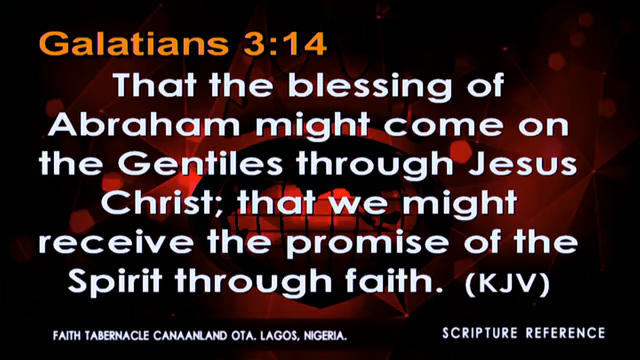 Galatians 3:14
That the blessing of
Abraham might come on
the Gentiles through Jesus
Christ; that we might
receive the promise of the
Spirit through faith. (KJV)
FAITH TABERNACLE CANAANLAND OTA. LAGOS, NIGERIA.
SCRIPTURE REFERENCE